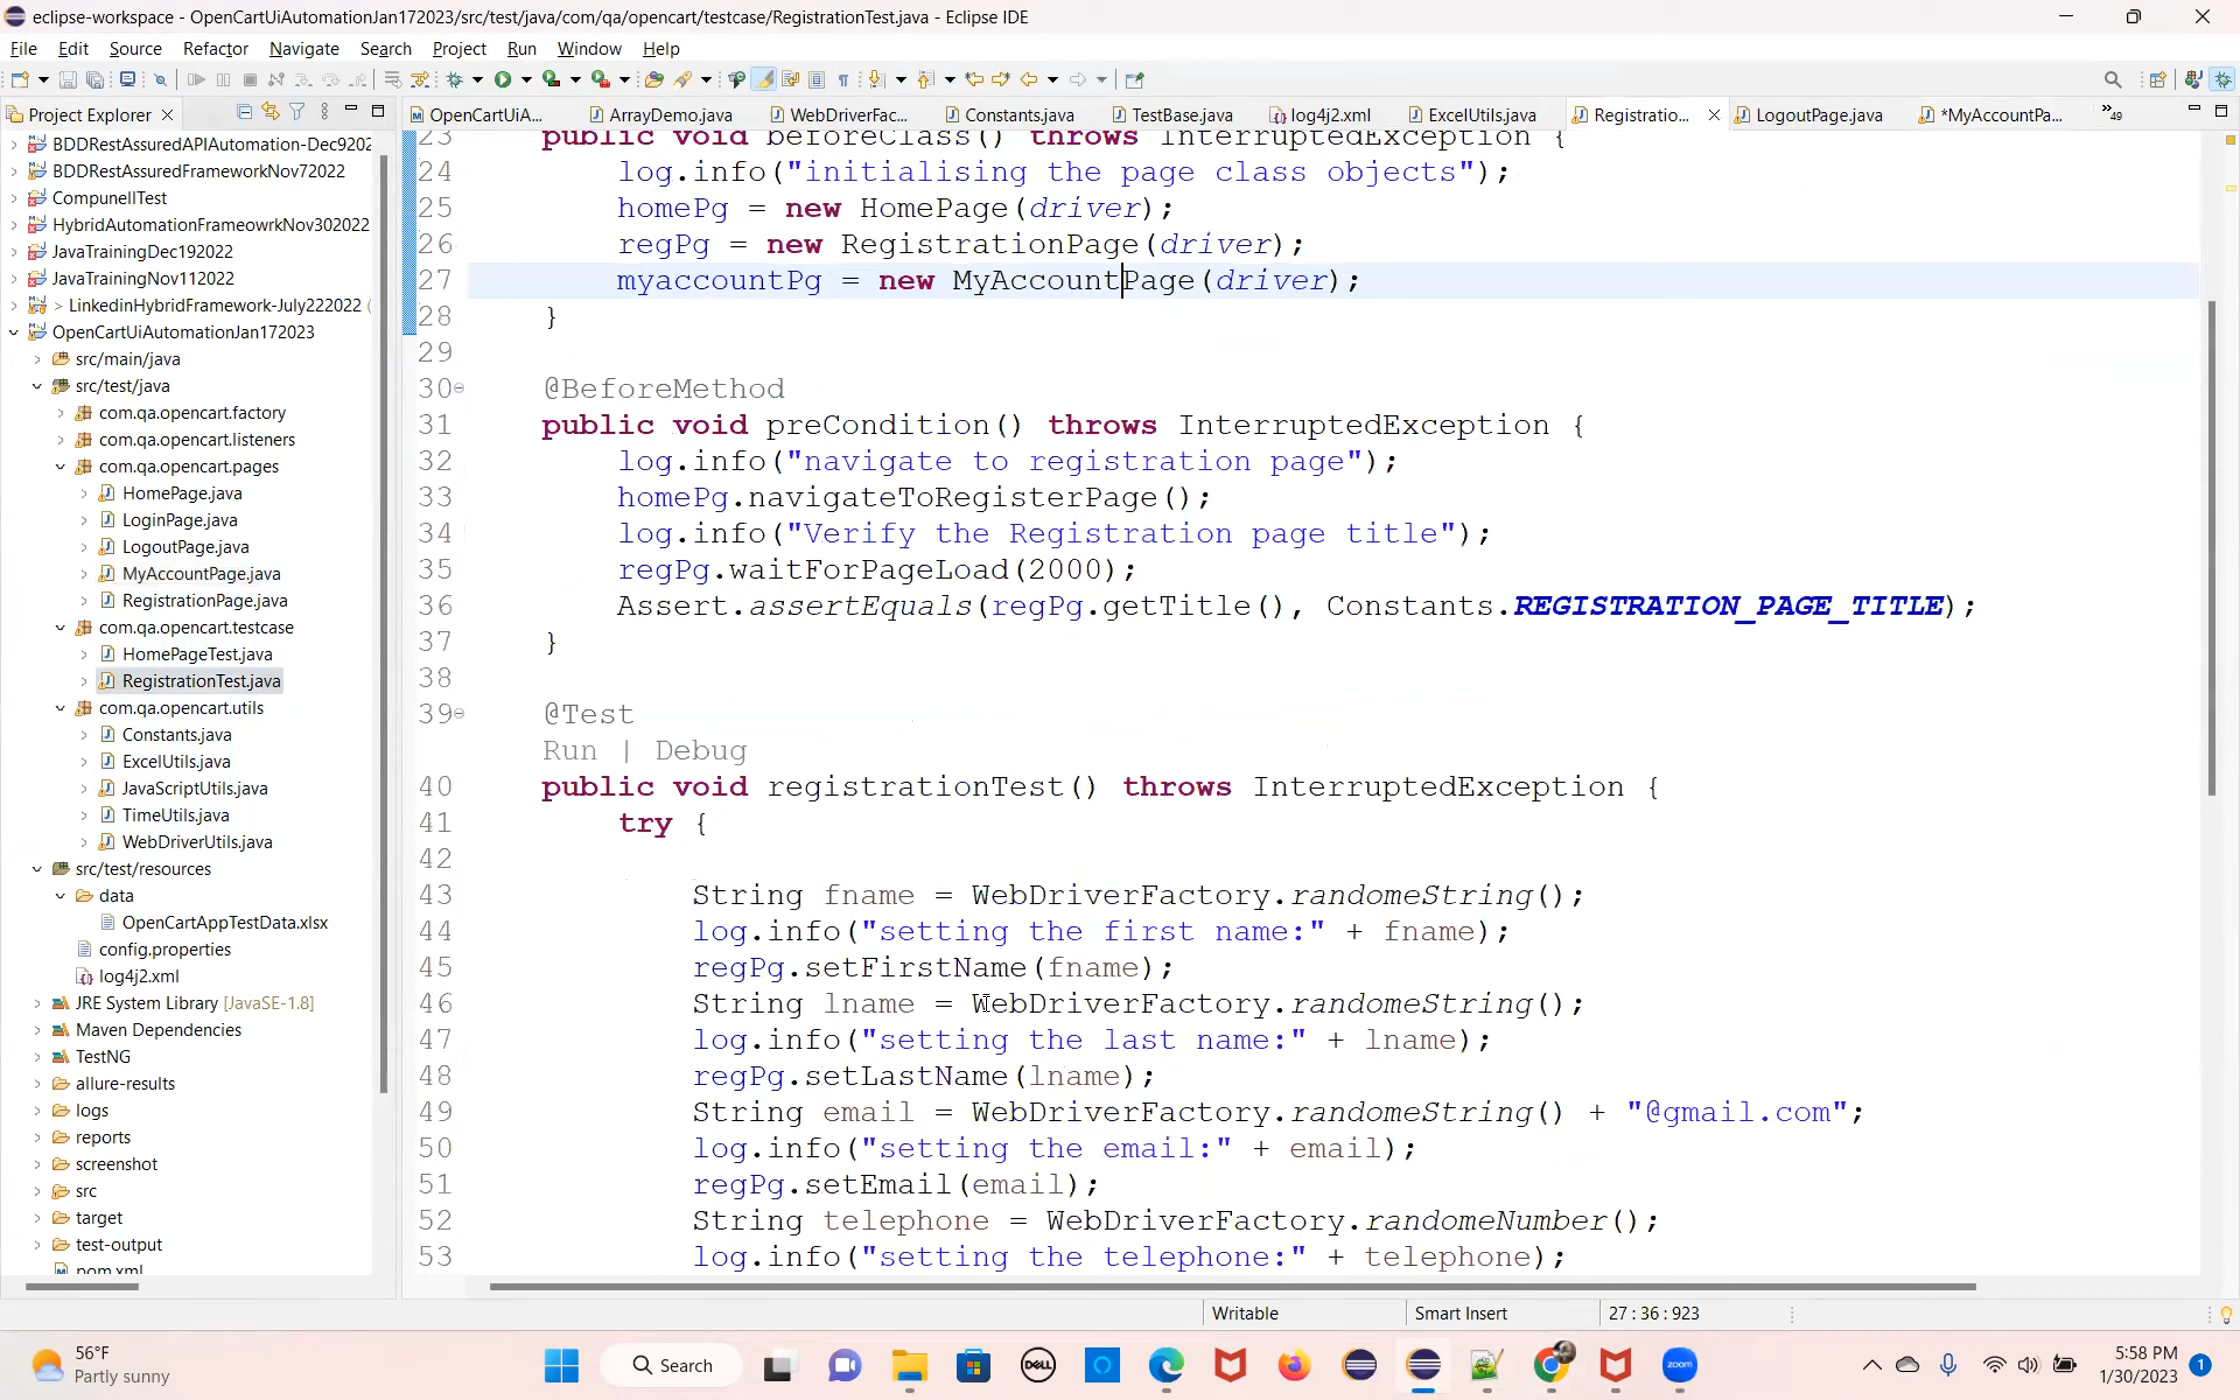 eclipse-workspace - OpenCartUiAutomationJan172023/src/test/java/com/qa/opencart/testcase/RegistrationTest.java - Eclipse IDE
File Edit Source Refactor Navigate Search Project Run Window Help
Project Explorer
OpenCartUiA... ArrayDemo.java WebDriverFac... Constants.java TestBase.java log4j2.xml ExcelUtils.java Registratio... LogoutPage.java *MyAccountPa... »49
BDDRestAssuredAPIAutomation-Dec9202
BDDRestAssuredFrameworkNov72022
CompunellTest
HybridAutomationFrameowrkNov302022
JavaTrainingDec192022
JavaTrainingNov112022
> LinkedinHybridFramework-July222022 (
OpenCartUiAutomationJan172023
src/main/java
src/test/java
com.qa.opencart.factory
com.qa.opencart.listeners
com.qa.opencart.pages
HomePage.java
LoginPage.java
LogoutPage.java
MyAccountPage.java
RegistrationPage.java
com.qa.opencart.testcase
HomePageTest.java
RegistrationTest.java
com.qa.opencart.utils
Constants.java
ExcelUtils.java
JavaScriptUtils.java
TimeUtils.java
WebDriverUtils.java
src/test/resources
data
OpenCartAppTestData.xlsx
config.properties
log4j2.xml
JRE System Library [JavaSE-1.8]
Maven Dependencies
TestNG
allure-results
logs
reports
screenshot
src
target
test-output
pom.xml
23 public void beforeClass() throws InterruptedException {
24 log.info("initialising the page class objects");
25 homePg = new HomePage(driver);
26 regPg = new RegistrationPage(driver);
27 myaccountPg = new MyAccountPage(driver);
28 }
29
30 @BeforeMethod
31 public void preCondition() throws InterruptedException {
32 log.info("navigate to registration page");
33 homePg.navigateToRegisterPage();
34 log.info("Verify the Registration page title");
35 regPg.waitForPageLoad(2000);
36 Assert.assertEquals(regPg.getTitle(), Constants.REGISTRATION_PAGE_TITLE);
37 }
38
39 @Test
Run | Debug
40 public void registrationTest() throws InterruptedException {
41 try {
42
43 String fname = WebDriverFactory.randomeString();
44 log.info("setting the first name:" + fname);
45 regPg.setFirstName(fname);
46 String lname = WebDriverFactory.randomeString();
47 log.info("setting the last name:" + lname);
48 regPg.setLastName(lname);
49 String email = WebDriverFactory.randomeString() + "@gmail.com";
50 log.info("setting the email:" + email);
51 regPg.setEmail(email);
52 String telephone = WebDriverFactory.randomeNumber();
53 log.info("setting the telephone:" + telephone);
Writable Smart Insert 27 : 36 : 923
56°F
Partly sunny
Search
DELL
zoom
5:58 PM
1/30/2023
1